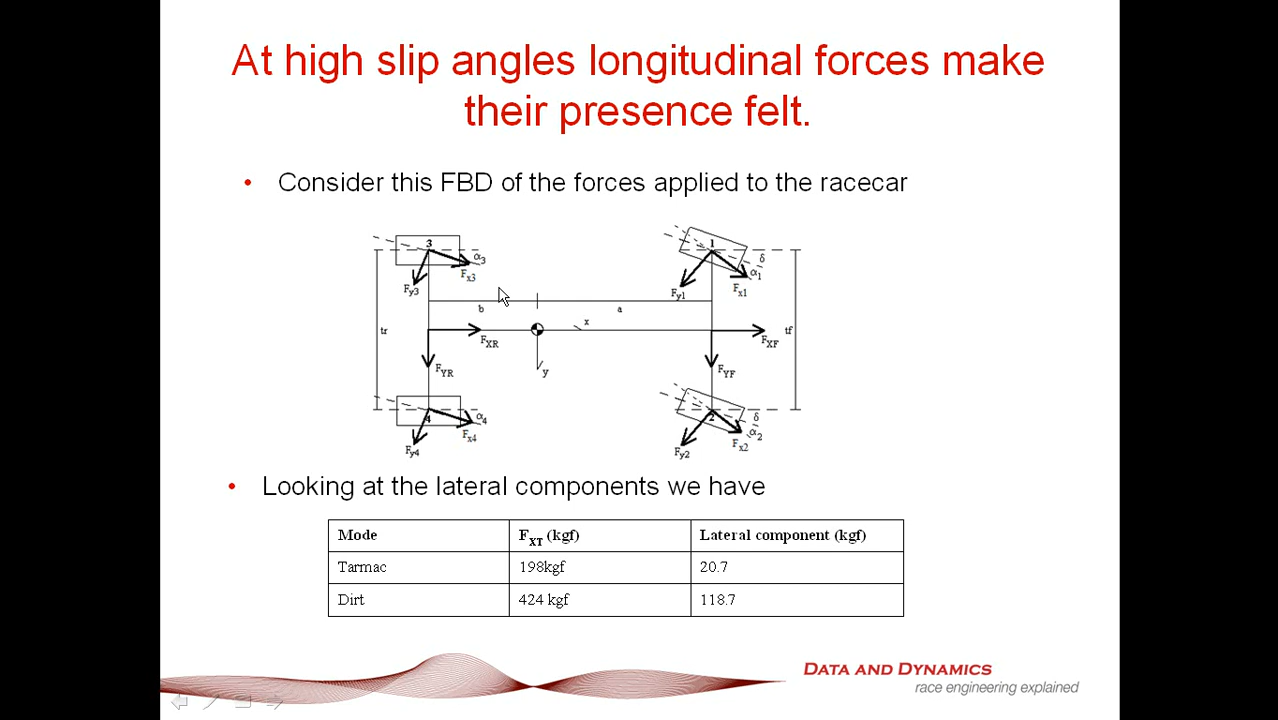 At high slip angles longitudinal forces make
their presence felt.
• Consider this FBD of the forces applied to the racecar
3
α3
Fx3
Fy3
1
δ
α1
Fx1
Fy1
b
a
tr
x
tf
FXR
FXF
FYR
y
FYF
4
α4
Fx4
Fy4
2
δ
α2
Fx2
Fy2
• Looking at the lateral components we have
Mode FXT (kgf) Lateral component (kgf)
Tarmac 198kgf 20.7
Dirt 424 kgf 118.7
DATA AND DYNAMICS
race engineering explained